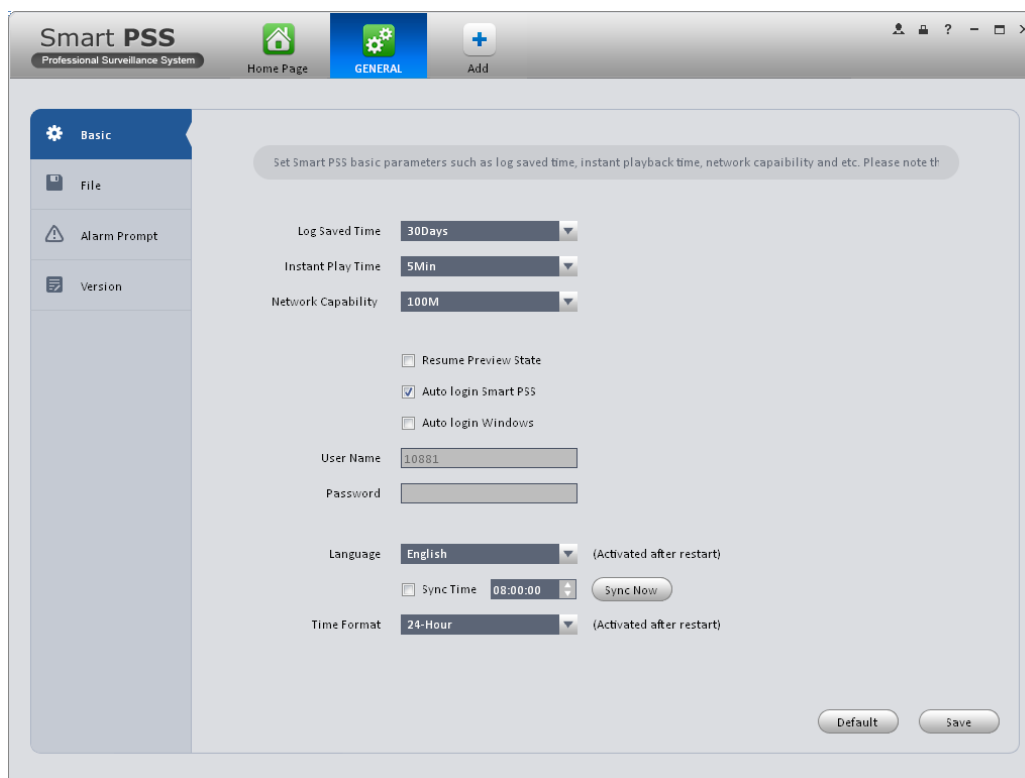 Smart PSS
Professional Surveillance System
Home Page
GENERAL
Add
?
Basic
File
Alarm Prompt
Version
Set Smart PSS basic parameters such as log saved time, instant playback time, network capaibility and etc. Please note th
Log Saved Time 30Days
Instant Play Time 5Min
Network Capability 100M
Resume Preview State
Auto login Smart PSS
Auto login Windows
User Name 10881
Password
Language English (Activated after restart)
Sync Time 08:00:00 Sync Now
Time Format 24-Hour (Activated after restart)
Default Save